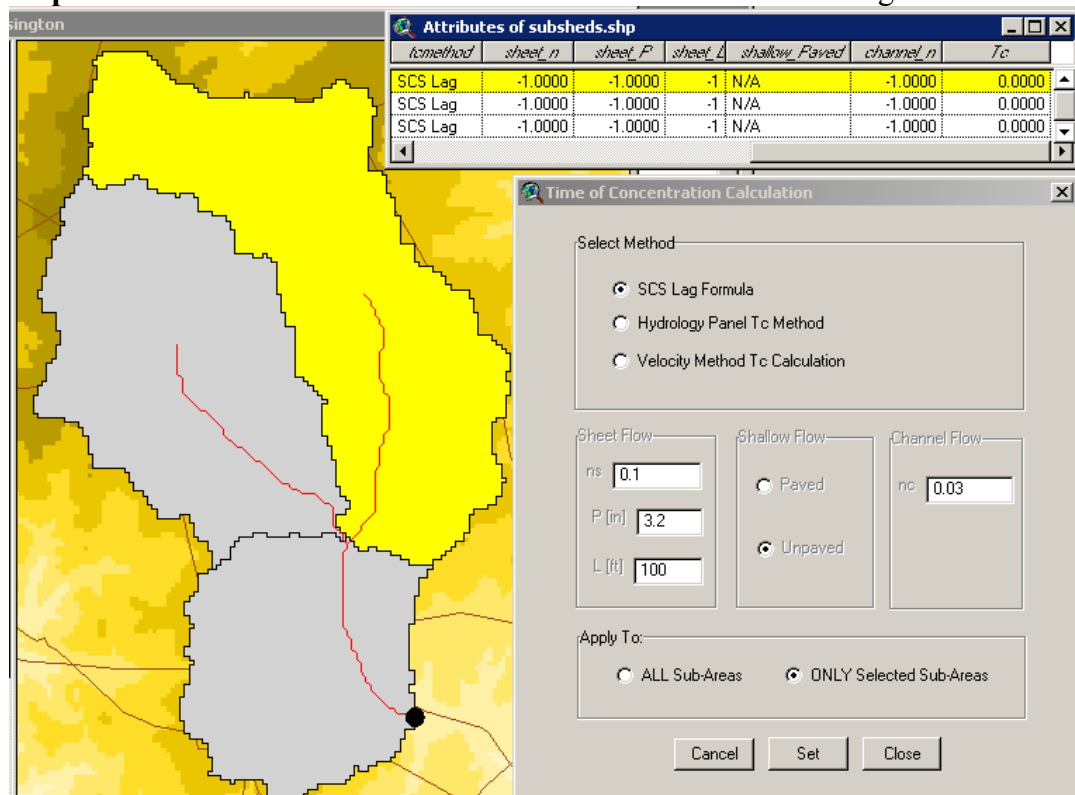 sington
Attributes of subsheds.shp
tcmethod sheet_n sheet_P sheet_L shallow_Paved channel_n Tc
SCS Lag -1.0000 -1.0000 -1 N/A -1.0000 0.0000
SCS Lag -1.0000 -1.0000 -1 N/A -1.0000 0.0000
SCS Lag -1.0000 -1.0000 -1 N/A -1.0000 0.0000
Time of Concentration Calculation
Select Method
SCS Lag Formula
Hydrology Panel Tc Method
Velocity Method Tc Calculation
Sheet Flow
ns 0.1
P [in] 3.2
L [ft] 100
Shallow Flow
Paved
Unpaved
Channel Flow
nc 0.03
Apply To:
ALL Sub-Areas ONLY Selected Sub-Areas
Cancel Set Close